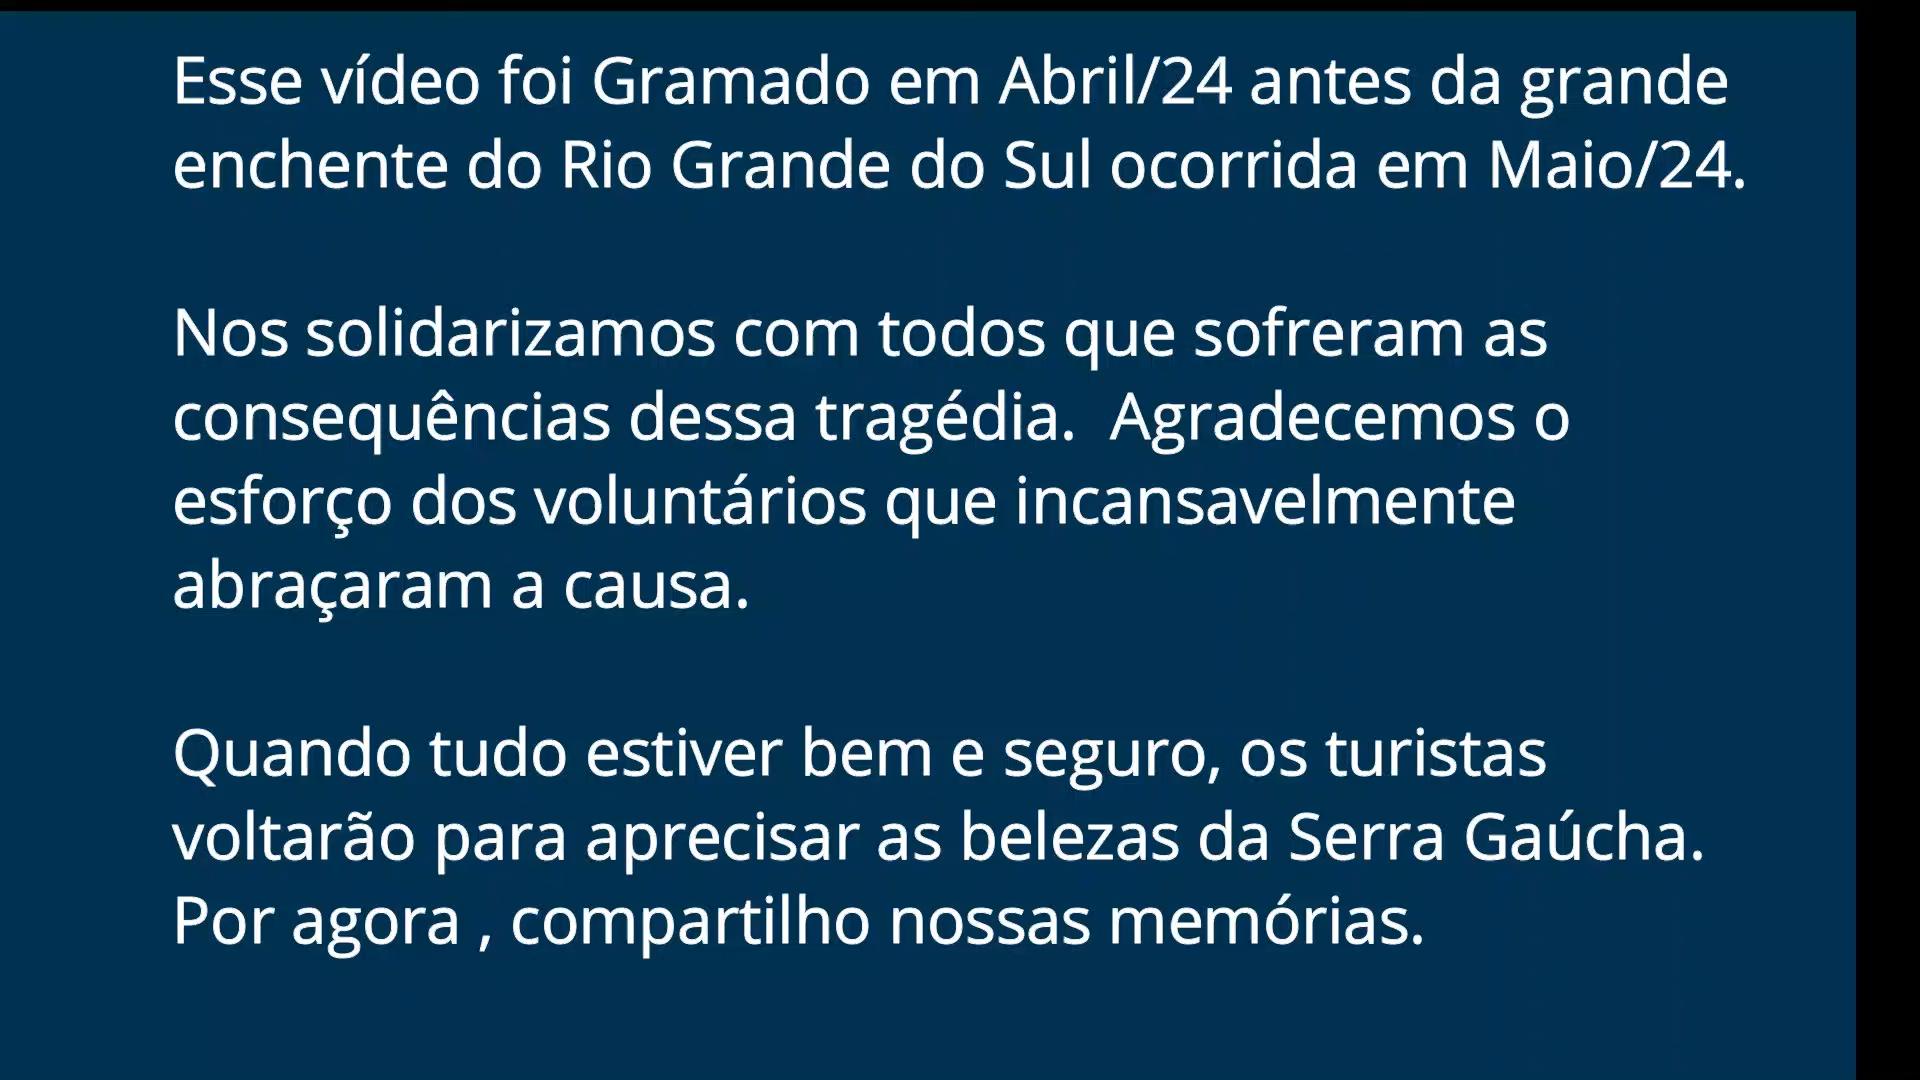 Esse vídeo foi Gramado em Abril/24 antes da grande
enchente do Rio Grande do Sul ocorrida em Maio/24.
Nos solidarizamos com todos que sofreram as
consequências dessa tragédia.  Agradecemos o
esforço dos voluntários que incansavelmente
abraçaram a causa.
Quando tudo estiver bem e seguro, os turistas
voltarão para aprecisar as belezas da Serra Gaúcha.
Por agora , compartilho nossas memórias.